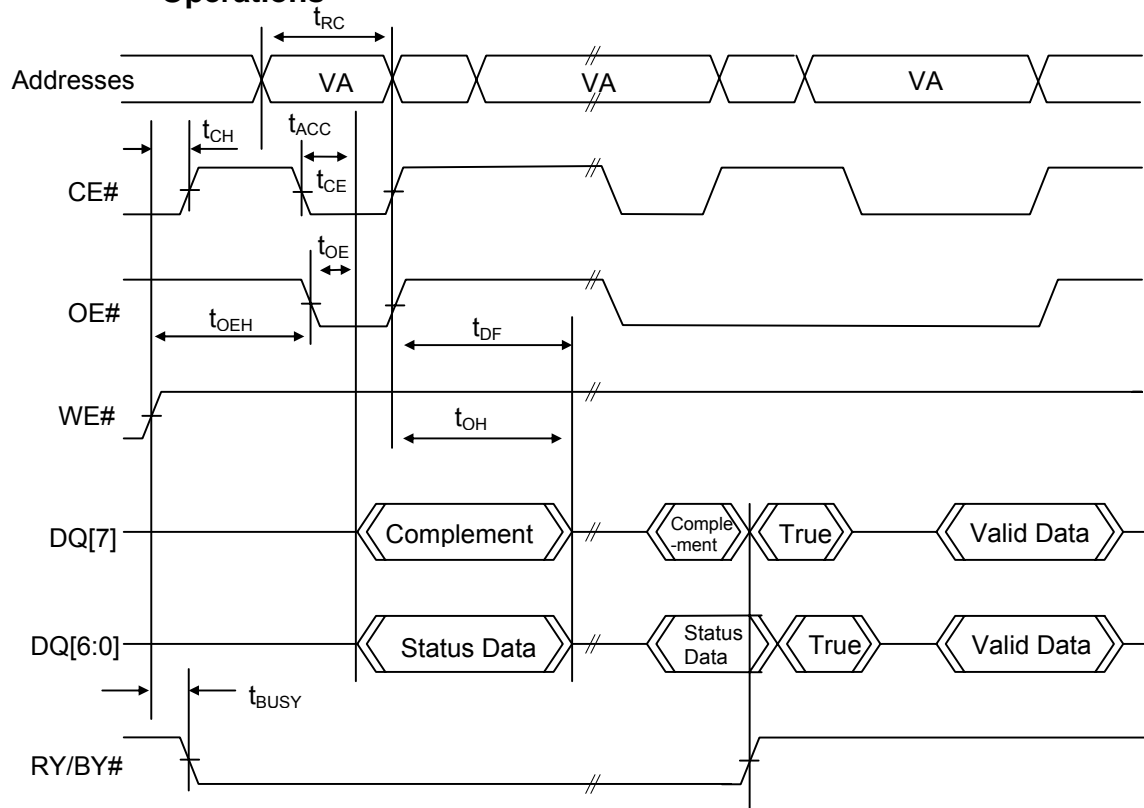 Operations
tRC
Addresses VA VA VA
tCH tACC
CE# tCE
tOE
OE#
tOEH tDF
WE# tOH
DQ[7] Complement Comple
-ment True Valid Data
DQ[6:0] Status Data Status
Data True Valid Data
tBUSY
RY/BY#